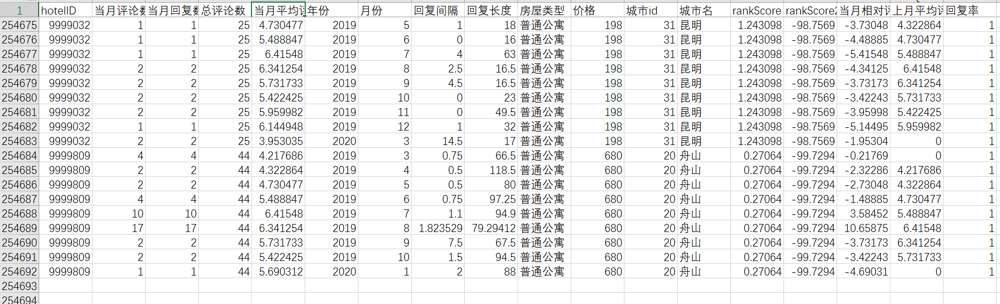 1 hotelID 当月评论数 当月回复数 总评论数 当月平均评 年份 月份 回复间隔 回复长度 房屋类型 价格 城市id 城市名 rankScore rankScore2 当月相对评 上月平均评 回复率
254675 9999032 1 1 25 4.730477 2019 5 1 18 普通公寓 198 31 昆明 1.243098 -98.7569 -3.73048 4.322864 1
254676 9999032 1 1 25 5.488847 2019 6 0 16 普通公寓 198 31 昆明 1.243098 -98.7569 -4.48885 4.730477 1
254677 9999032 1 1 25 6.41548 2019 7 4 63 普通公寓 198 31 昆明 1.243098 -98.7569 -5.41548 5.488847 1
254678 9999032 2 2 25 6.341254 2019 8 2.5 16.5 普通公寓 198 31 昆明 1.243098 -98.7569 -4.34125 6.41548 1
254679 9999032 2 2 25 5.731733 2019 9 4.5 16.5 普通公寓 198 31 昆明 1.243098 -98.7569 -3.73173 6.341254 1
254680 9999032 2 2 25 5.422425 2019 10 0 23 普通公寓 198 31 昆明 1.243098 -98.7569 -3.42243 5.731733 1
254681 9999032 2 2 25 5.959982 2019 11 0 49.5 普通公寓 198 31 昆明 1.243098 -98.7569 -3.95998 5.422425 1
254682 9999032 1 1 25 6.144948 2019 12 1 32 普通公寓 198 31 昆明 1.243098 -98.7569 -5.14495 5.959982 1
254683 9999032 2 2 25 3.953035 2020 3 14.5 17 普通公寓 198 31 昆明 1.243098 -98.7569 -1.95304 0 1
254684 9999809 4 4 44 4.217686 2019 3 0.75 66.5 普通公寓 680 20 舟山 0.27064 -99.7294 -0.21769 0 1
254685 9999809 2 2 44 4.322864 2019 4 0.5 118.5 普通公寓 680 20 舟山 0.27064 -99.7294 -2.32286 4.217686 1
254686 9999809 2 2 44 4.730477 2019 5 0.5 80 普通公寓 680 20 舟山 0.27064 -99.7294 -2.73048 4.322864 1
254687 9999809 4 4 44 5.488847 2019 6 0.75 97.25 普通公寓 680 20 舟山 0.27064 -99.7294 -1.48885 4.730477 1
254688 9999809 10 10 44 6.41548 2019 7 1.1 94.9 普通公寓 680 20 舟山 0.27064 -99.7294 3.58452 5.488847 1
254689 9999809 17 17 44 6.341254 2019 8 1.823529 79.29412 普通公寓 680 20 舟山 0.27064 -99.7294 10.65875 6.41548 1
254690 9999809 2 2 44 5.731733 2019 9 7.5 67.5 普通公寓 680 20 舟山 0.27064 -99.7294 -3.73173 6.341254 1
254691 9999809 2 2 44 5.422425 2019 10 1.5 94.5 普通公寓 680 20 舟山 0.27064 -99.7294 -3.42243 5.731733 1
254692 9999809 1 1 44 5.690312 2020 1 2 88 普通公寓 680 20 舟山 0.27064 -99.7294 -4.69031 0 1
254693
254694